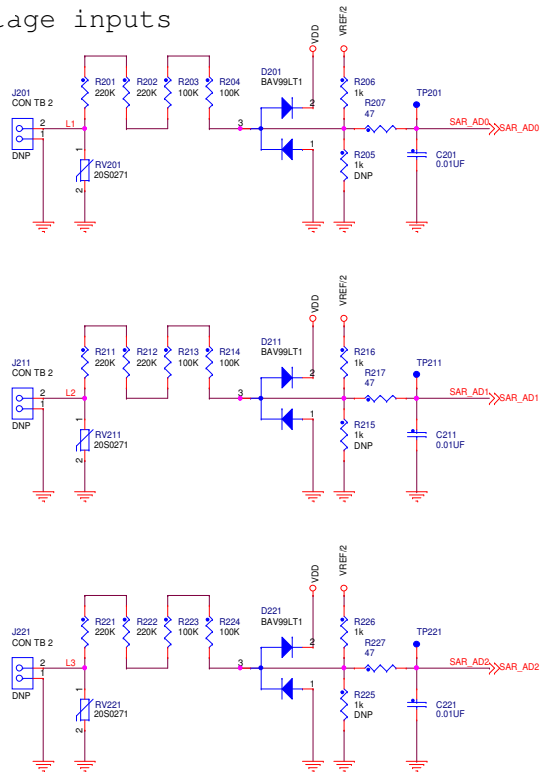 age inputs
VDD
VREF/2
J201
CON TB 2
R201
220K
R202
220K
R203
100K
R204
100K
D201
BAV99LT1
R206
1k
R207
47
TP201
2
1
L1
3
2
1
SAR_AD0
SAR_AD0
DNP
1
2
RV201
20S0271
R205
1k
DNP
C201
0.01UF
VDD
VREF/2
J211
CON TB 2
R211
220K
R212
220K
R213
100K
R214
100K
D211
BAV99LT1
R216
1k
R217
47
TP211
2
1
L2
3
2
1
SAR_AD1
SAR_AD1
DNP
1
2
RV211
20S0271
R215
1k
DNP
C211
0.01UF
VDD
VREF/2
J221
CON TB 2
R221
220K
R222
220K
R223
100K
R224
100K
D221
BAV99LT1
R226
1k
R227
47
TP221
2
1
L3
3
2
1
SAR_AD2
SAR_AD2
DNP
1
2
RV221
20S0271
R225
1k
DNP
C221
0.01UF